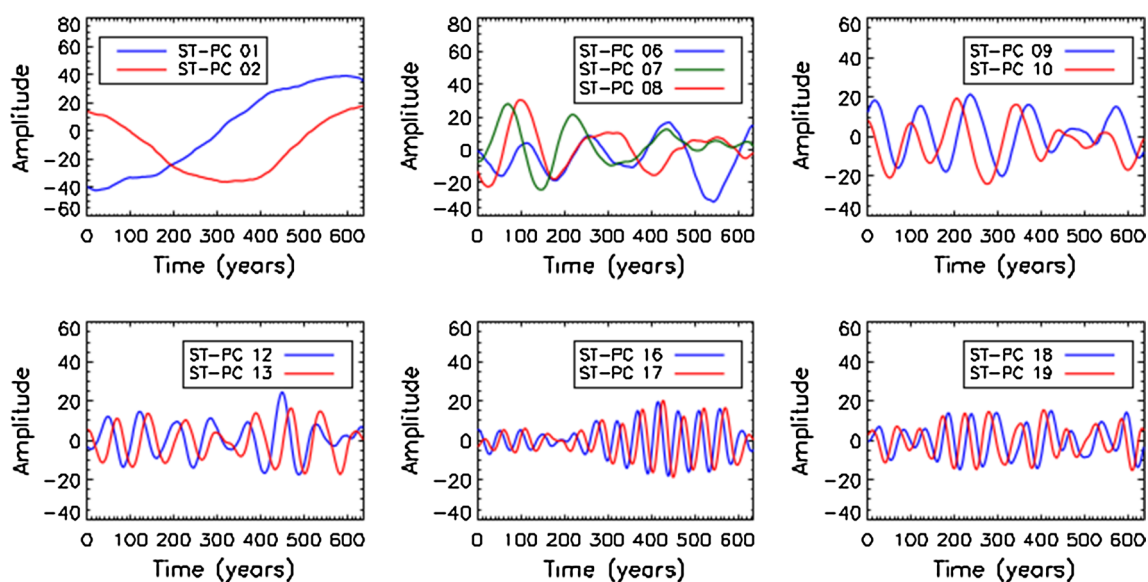 ST-PC 01
ST-PC 02
Amplitude
80
60
40
20
0
-20
-40
-60
0 100 200 300 400 500 600
Time (years)
ST-PC 06
ST-PC 07
ST-PC 08
Amplitude
80
60
40
20
0
-20
-40
0 100 200 300 400 500 600
Time (years)
ST-PC 09
ST-PC 10
Amplitude
60
40
20
0
-20
-40
0 100 200 300 400 500 600
Time (years)
ST-PC 12
ST-PC 13
Amplitude
60
40
20
0
-20
-40
0 100 200 300 400 500 600
Time (years)
ST-PC 16
ST-PC 17
Amplitude
60
40
20
0
-20
-40
0 100 200 300 400 500 600
Time (years)
ST-PC 18
ST-PC 19
Amplitude
60
40
20
0
-20
-40
0 100 200 300 400 500 600
Time (years)